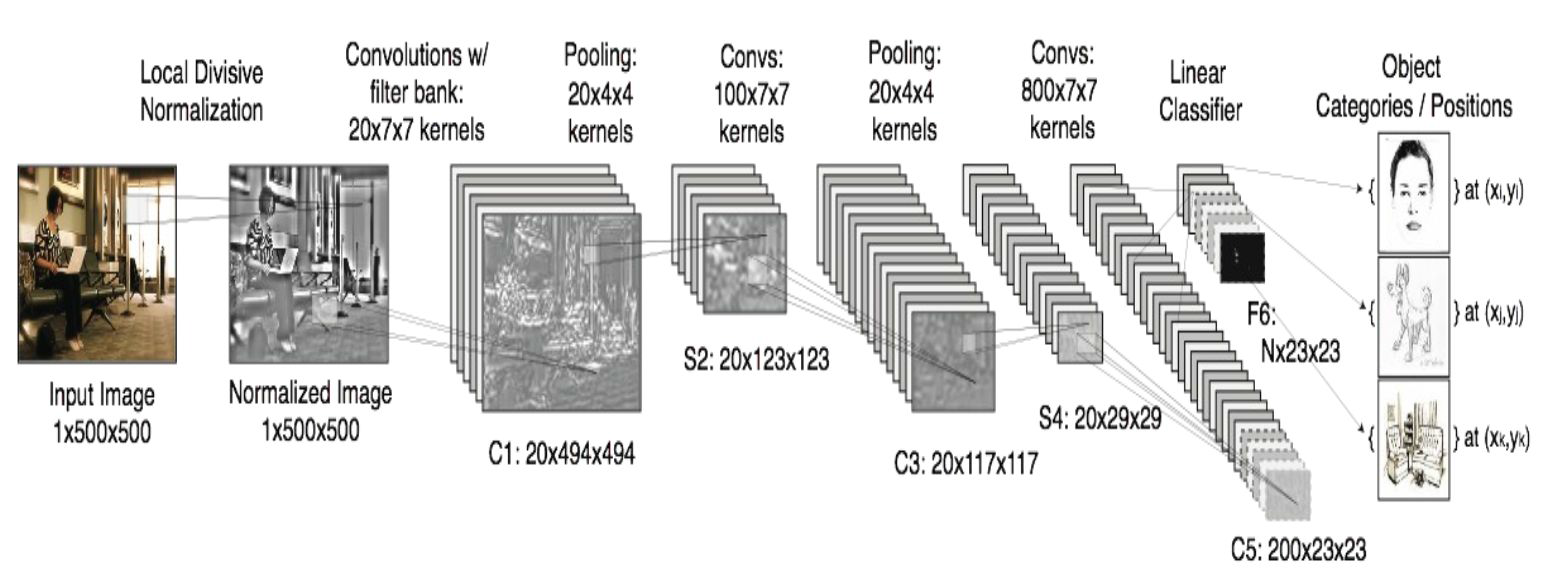 Local Divisive
Normalization
Convolutions w/
filter bank:
20x7x7 kernels
Pooling:
20x4x4
kernels
Convs:
100x7x7
kernels
Pooling:
20x4x4
kernels
Convs:
800x7x7
kernels
Linear
Classifier
Object
Categories / Positions
{ } at (xi,yi)
{ } at (xj,yj)
{ } at (xk,yk)
Input Image
1x500x500
Normalized Image
1x500x500
C1: 20x494x494
S2: 20x123x123
C3: 20x117x117
S4: 20x29x29
C5: 200x23x23
F6:
Nx23x23